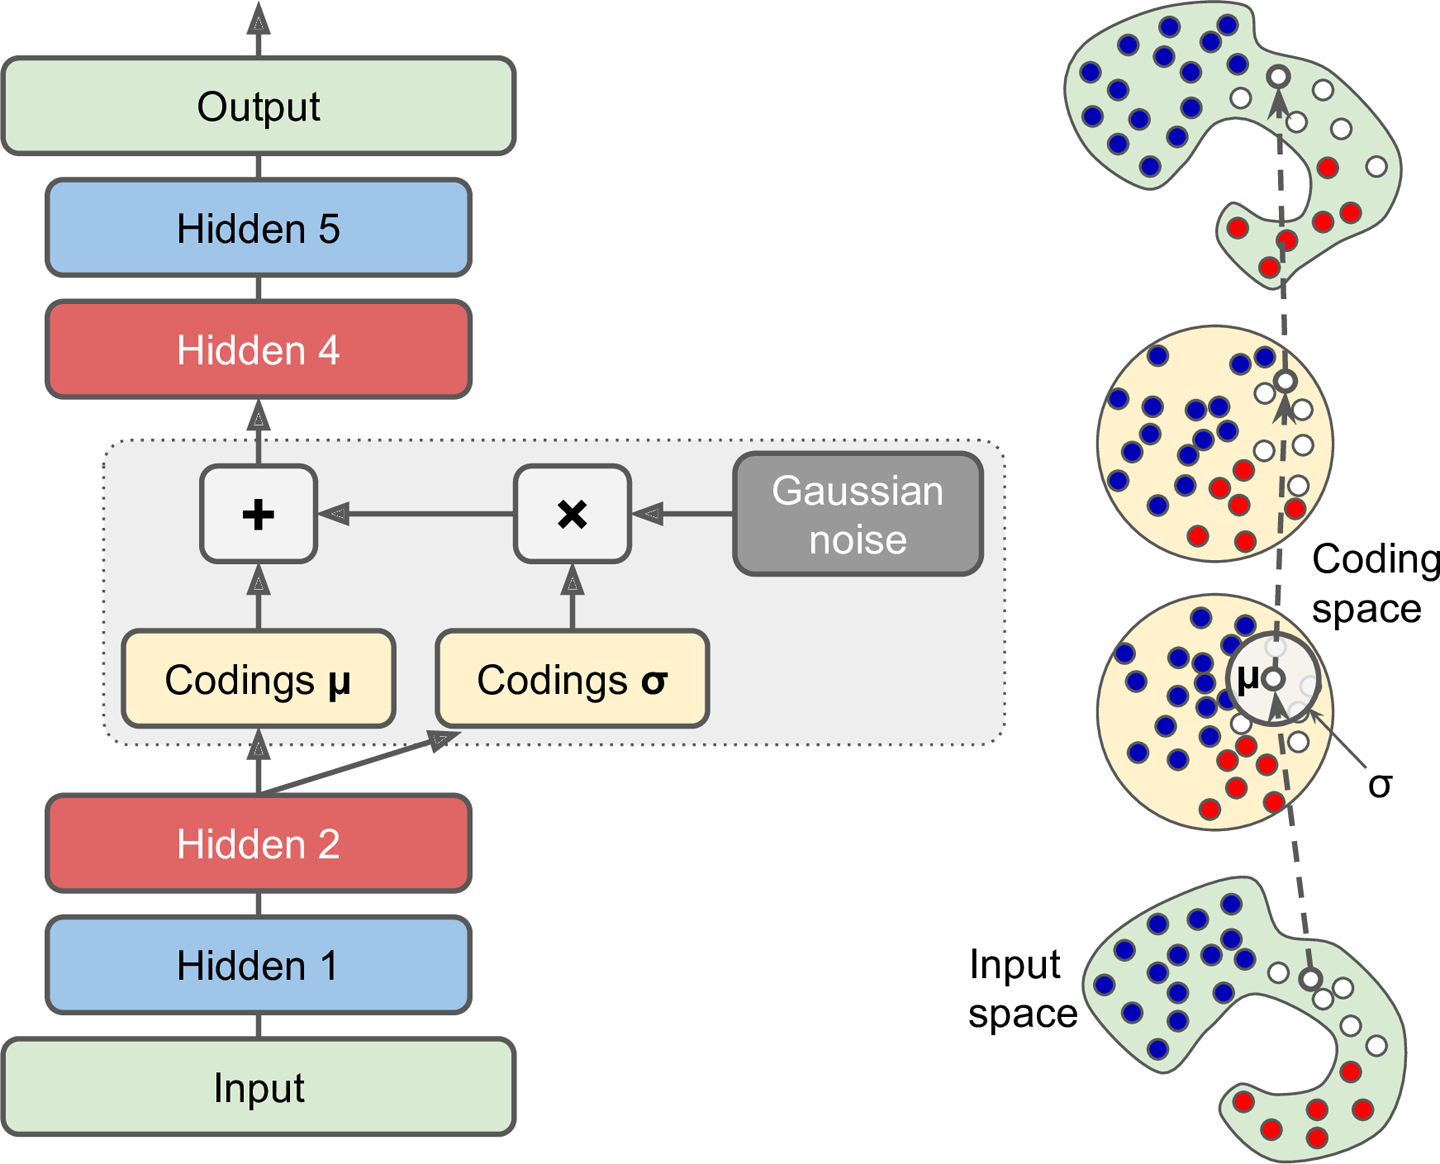 Output
Hidden 5
Hidden 4
+
×
Gaussian
noise
Codings μ
Codings σ
Hidden 2
Hidden 1
Input
Coding
space
μ
σ
Input
space